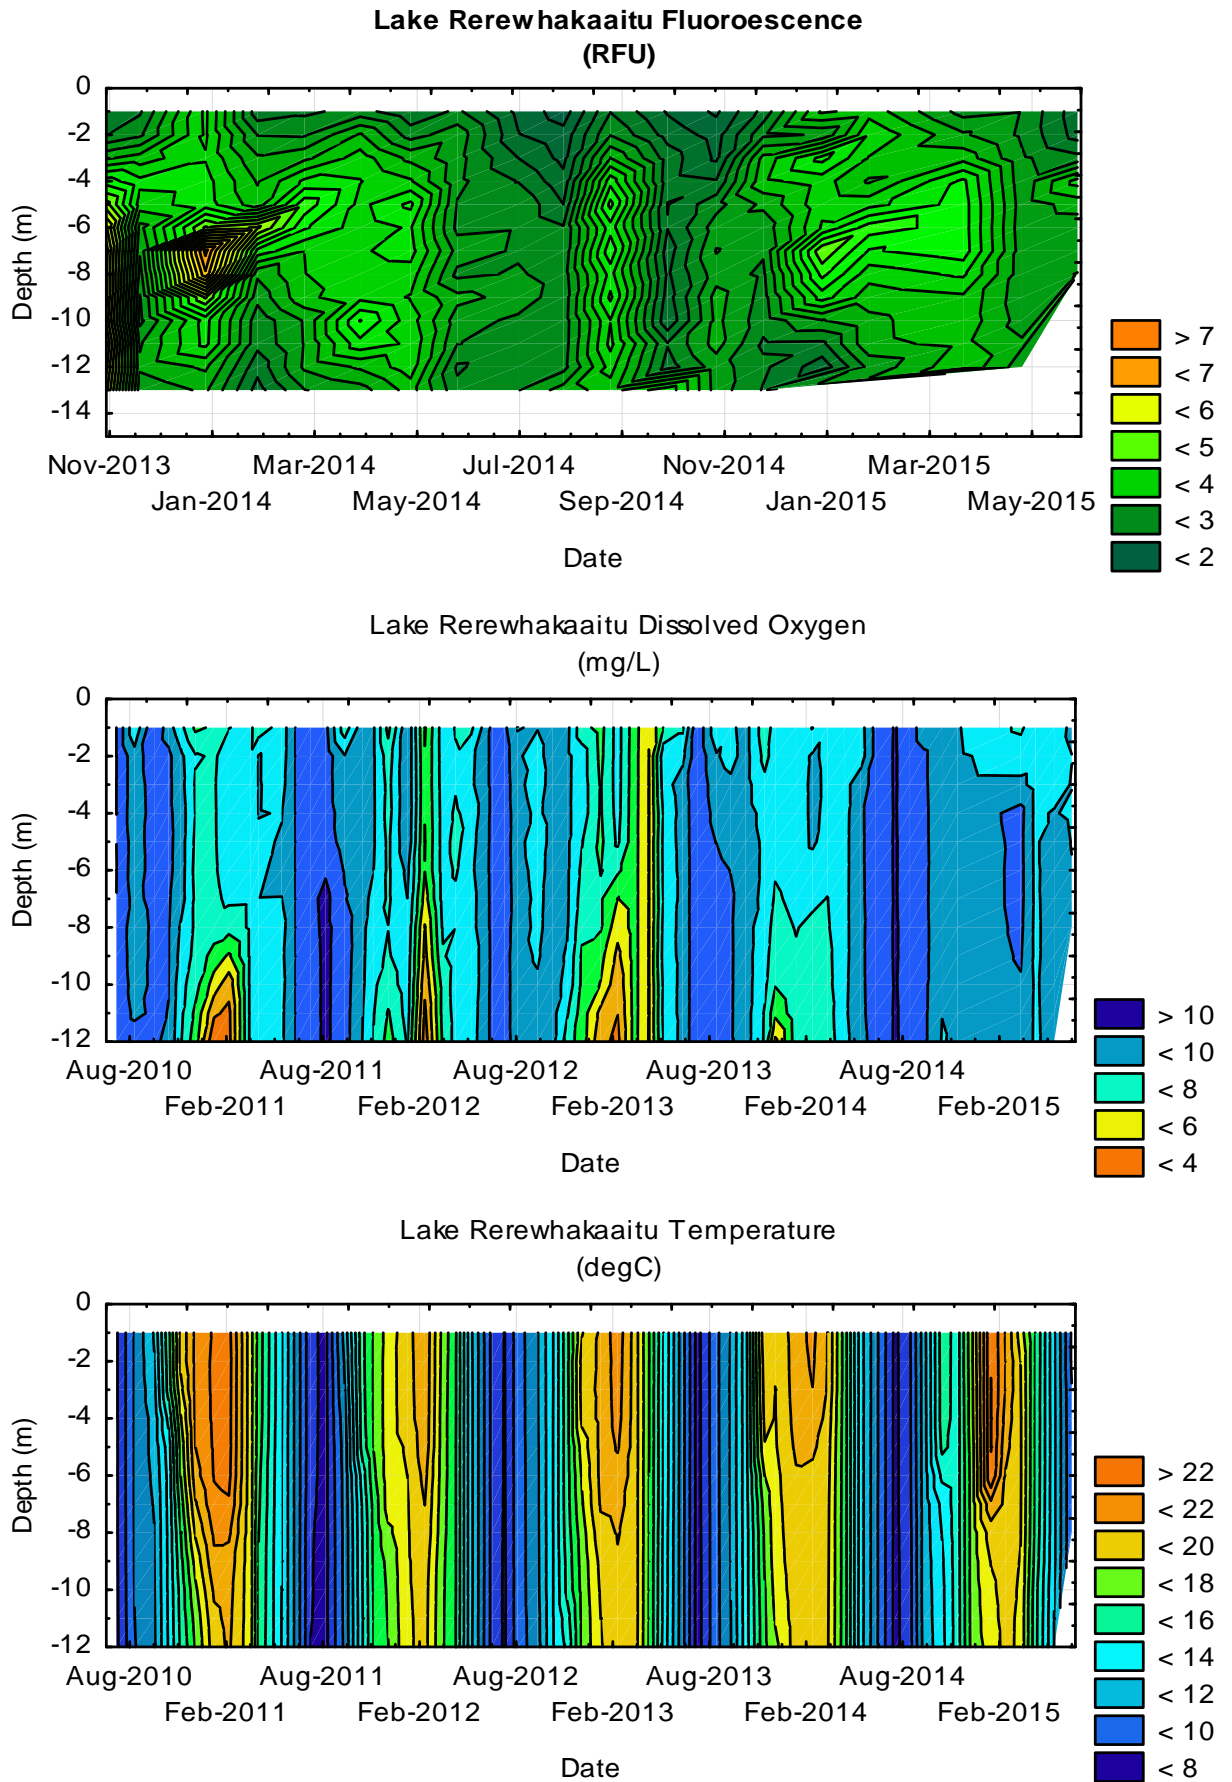 Lake Rerewhakaaitu Fluoroescence
(RFU)
0
-2
-4
-6
-8
-10
-12
-14
Depth (m)
Nov-2013 Mar-2014 Jul-2014 Nov-2014 Mar-2015
Jan-2014 May-2014 Sep-2014 Jan-2015 May-2015
Date
> 7
< 7
< 6
< 5
< 4
< 3
< 2
Lake Rerewhakaaitu Dissolved Oxygen
(mg/L)
0
-2
-4
-6
-8
-10
-12
Depth (m)
Aug-2010 Aug-2011 Aug-2012 Aug-2013 Aug-2014
Feb-2011 Feb-2012 Feb-2013 Feb-2014 Feb-2015
Date
> 10
< 10
< 8
< 6
< 4
Lake Rerewhakaaitu Temperature
(degC)
0
-2
-4
-6
-8
-10
-12
Depth (m)
Aug-2010 Aug-2011 Aug-2012 Aug-2013 Aug-2014
Feb-2011 Feb-2012 Feb-2013 Feb-2014 Feb-2015
Date
> 22
< 22
< 20
< 18
< 16
< 14
< 12
< 10
< 8